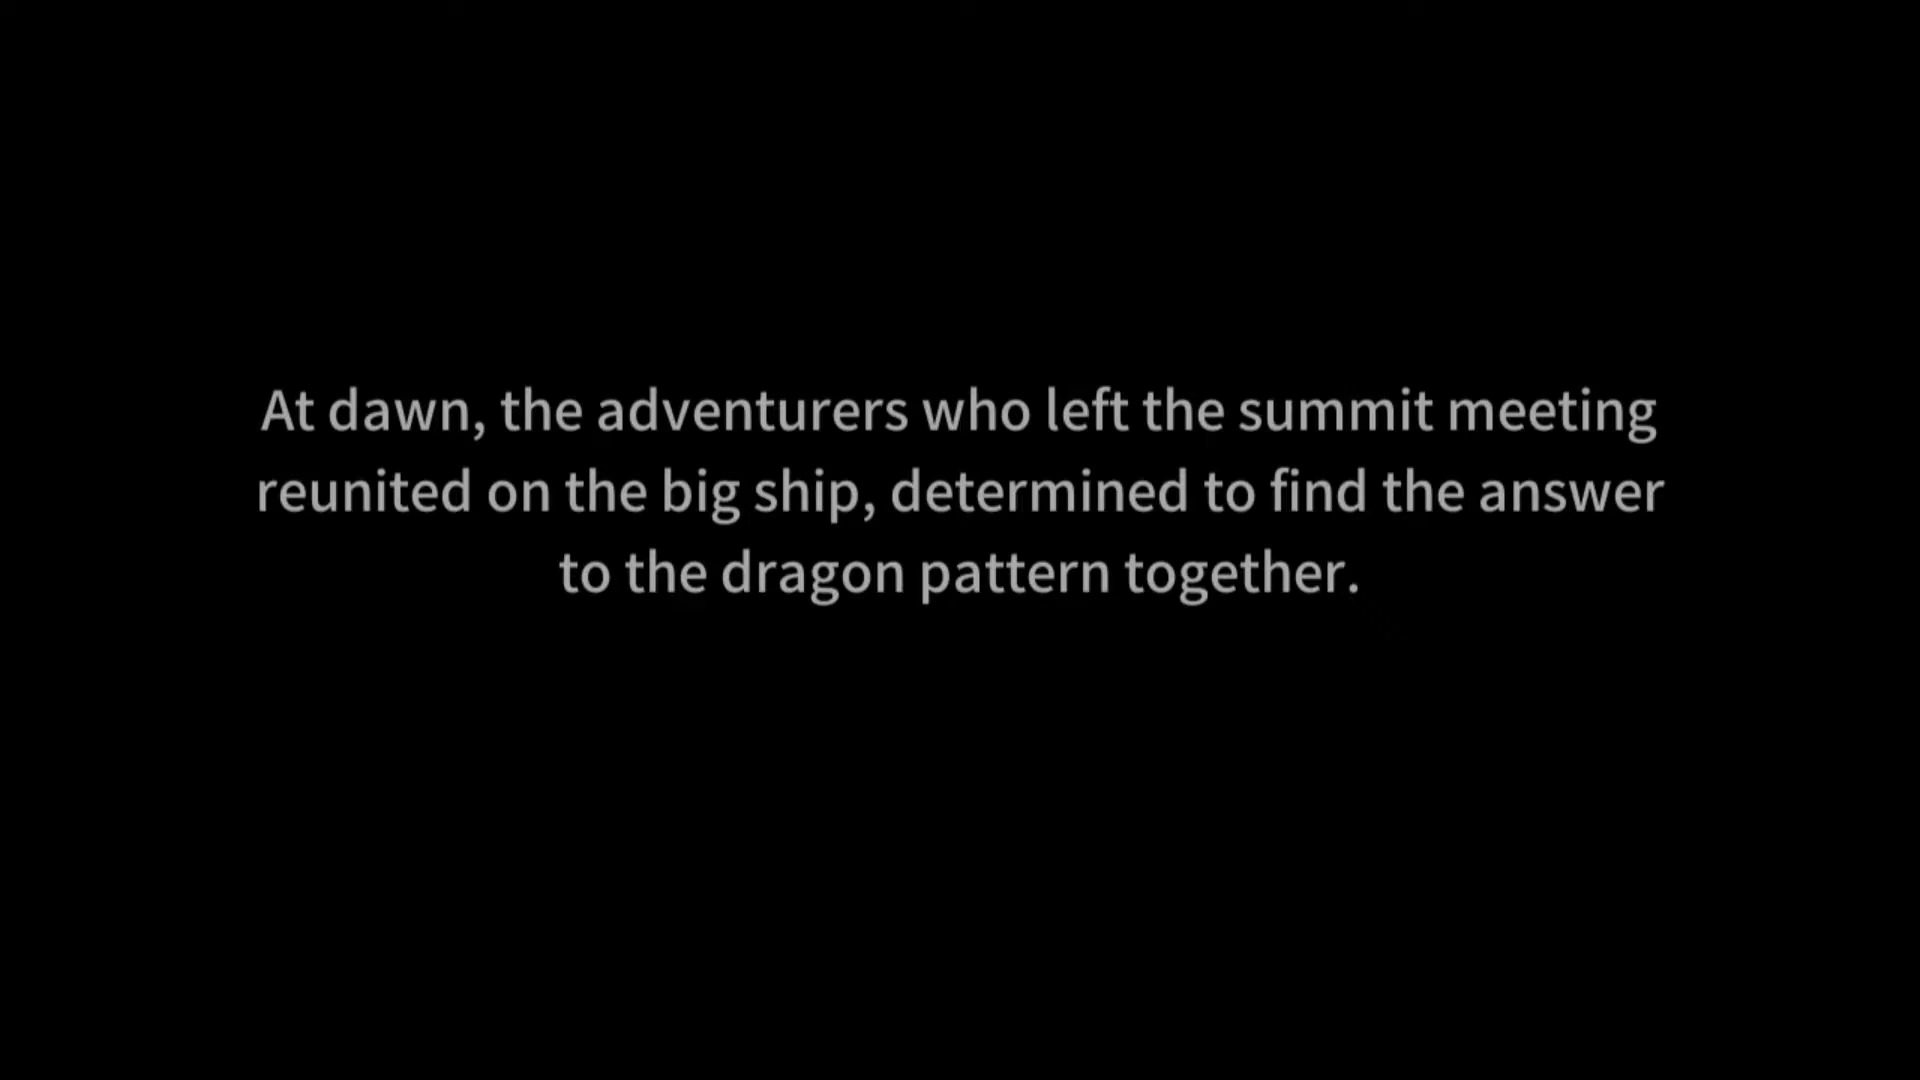 At dawn, the adventurers who left the summit meeting
reunited on the big ship, determined to find the answer
to the dragon pattern together.